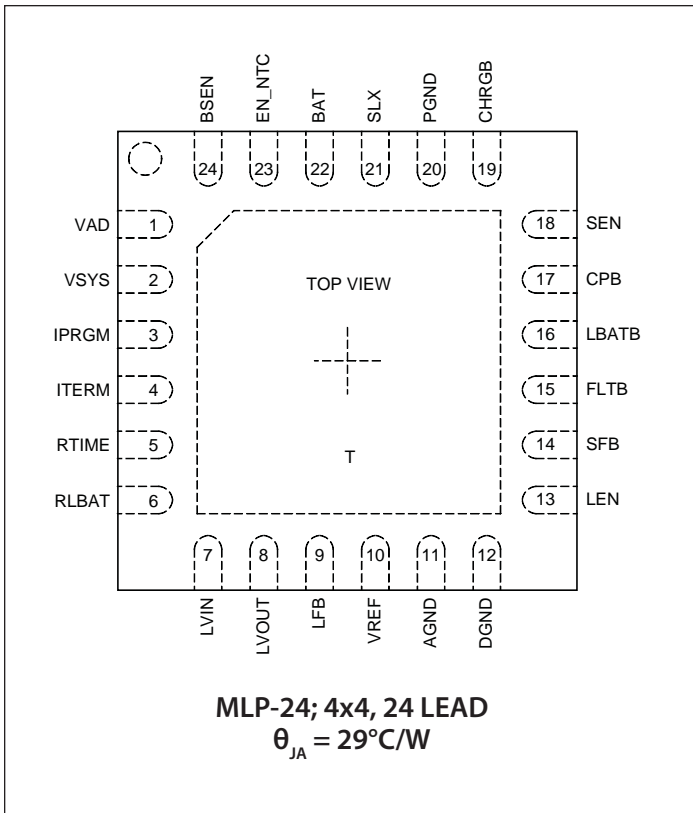 BSEN
EN_NTC
BAT
SLX
PGND
CHRGB
24
23
22
21
20
19
VAD 1
VSYS 2
IPRGM 3
ITERM 4
RTIME 5
RLBAT 6
TOP VIEW
T
18 SEN
17 CPB
16 LBATB
15 FLTB
14 SFB
13 LEN
7
8
9
10
11
12
LVIN
LVOUT
LFB
VREF
AGND
DGND
MLP-24; 4x4, 24 LEAD
θJA = 29°C/W